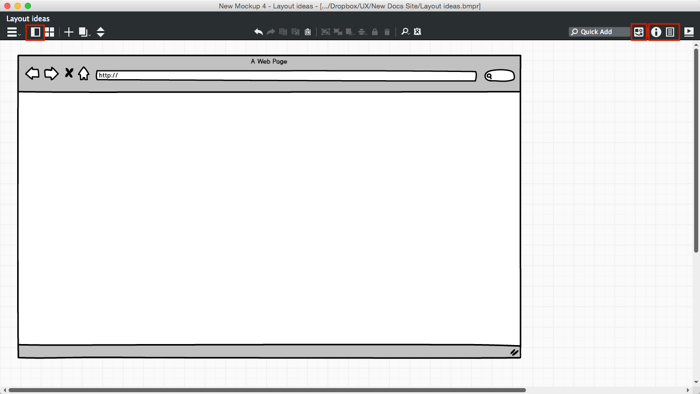 New Mockup 4 - Layout ideas - [.../Dropbox/UX/New Docs Site/Layout ideas.bmpr]
Layout ideas
Quick Add
A Web Page
http://